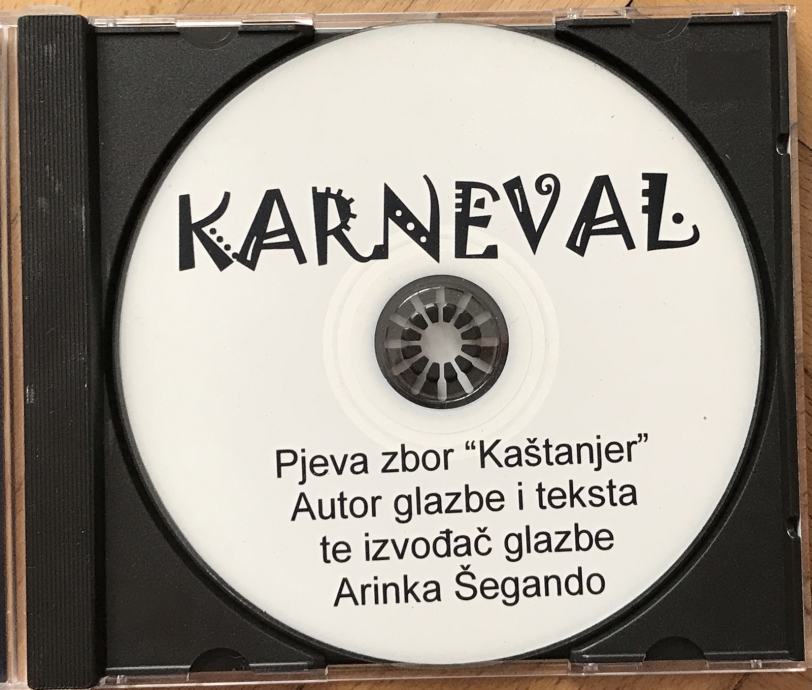 KARNEVAL
Pjeva zbor “Kaštanjer”
Autor glazbe i teksta
te izvođač glazbe
Arinka Šegando